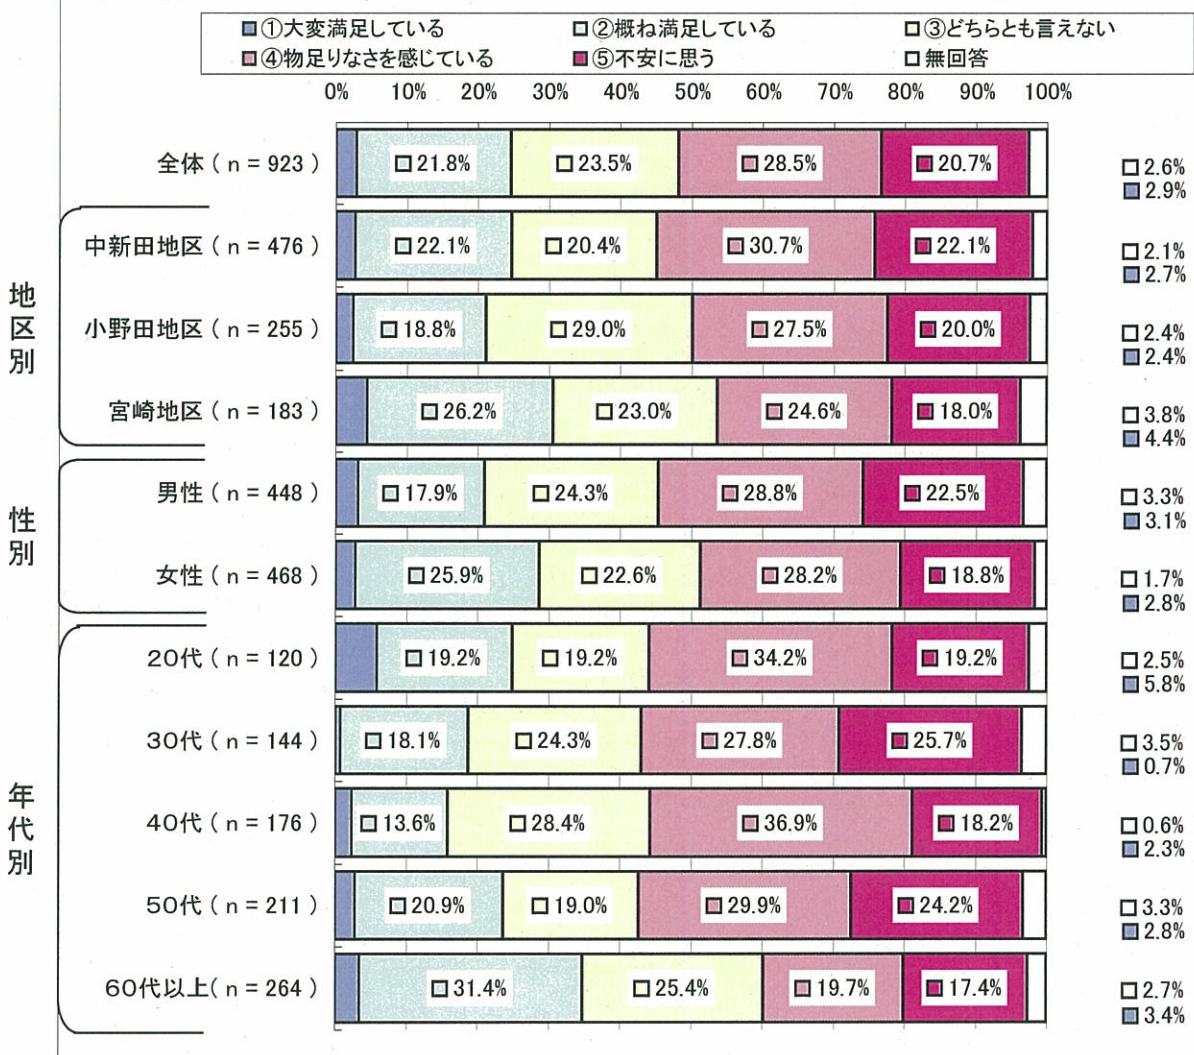 ①大変満足している ②概ね満足している ③どちらとも言えない
④物足りなさを感じている ⑤不安に思う 無回答
0% 10% 20% 30% 40% 50% 60% 70% 80% 90% 100%
全体 ( n = 923 ) 21.8% 23.5% 28.5% 20.7% 2.6%
2.9%
地区別
中新田地区 ( n = 476 ) 22.1% 20.4% 30.7% 22.1% 2.1%
2.7%
小野田地区 ( n = 255 ) 18.8% 29.0% 27.5% 20.0% 2.4%
2.4%
宮崎地区 ( n = 183 ) 26.2% 23.0% 24.6% 18.0% 3.8%
4.4%
性別
男性 ( n = 448 ) 17.9% 24.3% 28.8% 22.5% 3.3%
3.1%
女性 ( n = 468 ) 25.9% 22.6% 28.2% 18.8% 1.7%
2.8%
年代別
20代 ( n = 120 ) 19.2% 19.2% 34.2% 19.2% 2.5%
5.8%
30代 ( n = 144 ) 18.1% 24.3% 27.8% 25.7% 3.5%
0.7%
40代 ( n = 176 ) 13.6% 28.4% 36.9% 18.2% 0.6%
2.3%
50代 ( n = 211 ) 20.9% 19.0% 29.9% 24.2% 3.3%
2.8%
60代以上( n = 264 ) 31.4% 25.4% 19.7% 17.4% 2.7%
3.4%